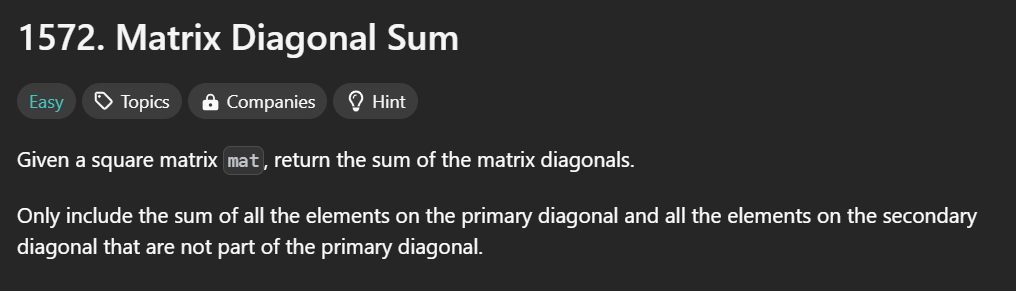 1572. Matrix Diagonal Sum
Easy Topics Companies Hint
Given a square matrix mat, return the sum of the matrix diagonals.
Only include the sum of all the elements on the primary diagonal and all the elements on the secondary
diagonal that are not part of the primary diagonal.